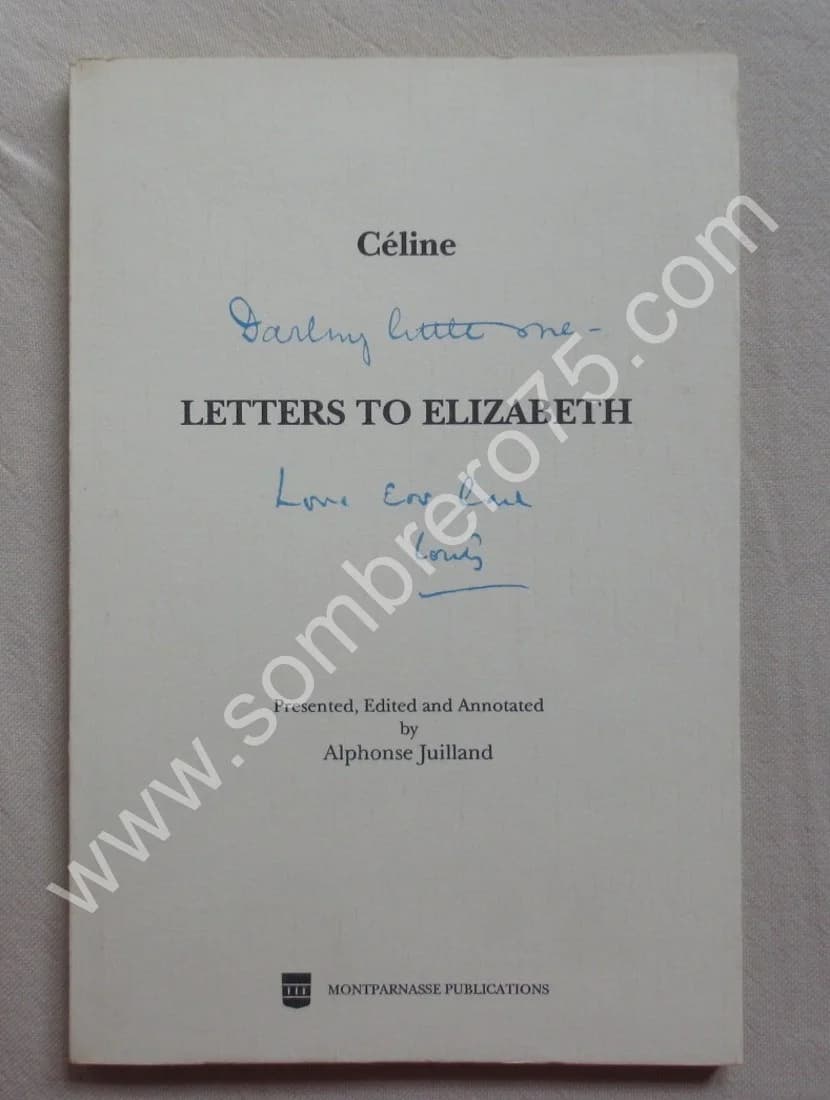 Céline
Darling little one -
LETTERS TO ELIZABETH
Love
Louis
Presented, Edited and Annotated
by
Alphonse Juilland
MONTPARNASSE PUBLICATIONS
www.sombrero75.com